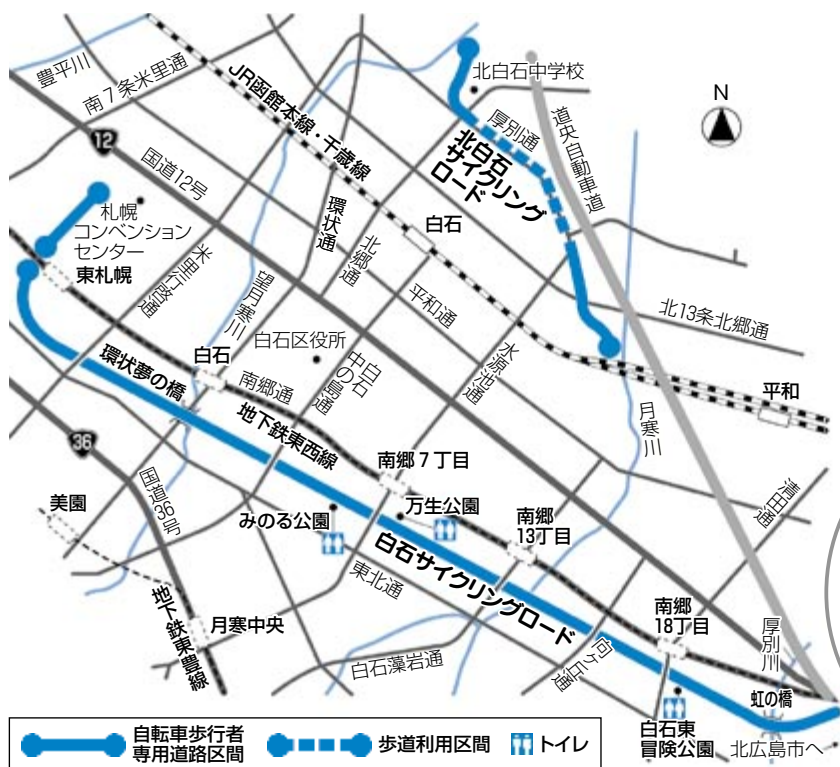 豊平川
南7条米里通
JR函館本線・千歳線
北白石中学校
厚別通
道央自動車道
N
12
国道12号
北白石
サイクリング
ロード
札幌
コンベンション
センター
東札幌
米里行啓通
望月寒川
環状通
北郷通
白石
平和通
北13条北郷通
白石区役所
白石
中の島通
水源池通
白石
南郷通
環状夢の橋
地下鉄東西線
平和
月寒川
36
国道36号
美園
南郷7丁目
万生公園
みのる公園
南郷
13丁目
清田通
白石サイクリングロード
東北通
南郷
18丁目
厚別川
地下鉄東豊線
月寒中央
白石藻岩通
向ヶ丘通
虹の橋
白石東
冒険公園
北広島市へ
自転車歩行者
専用道路区間
歩道利用区間
トイレ